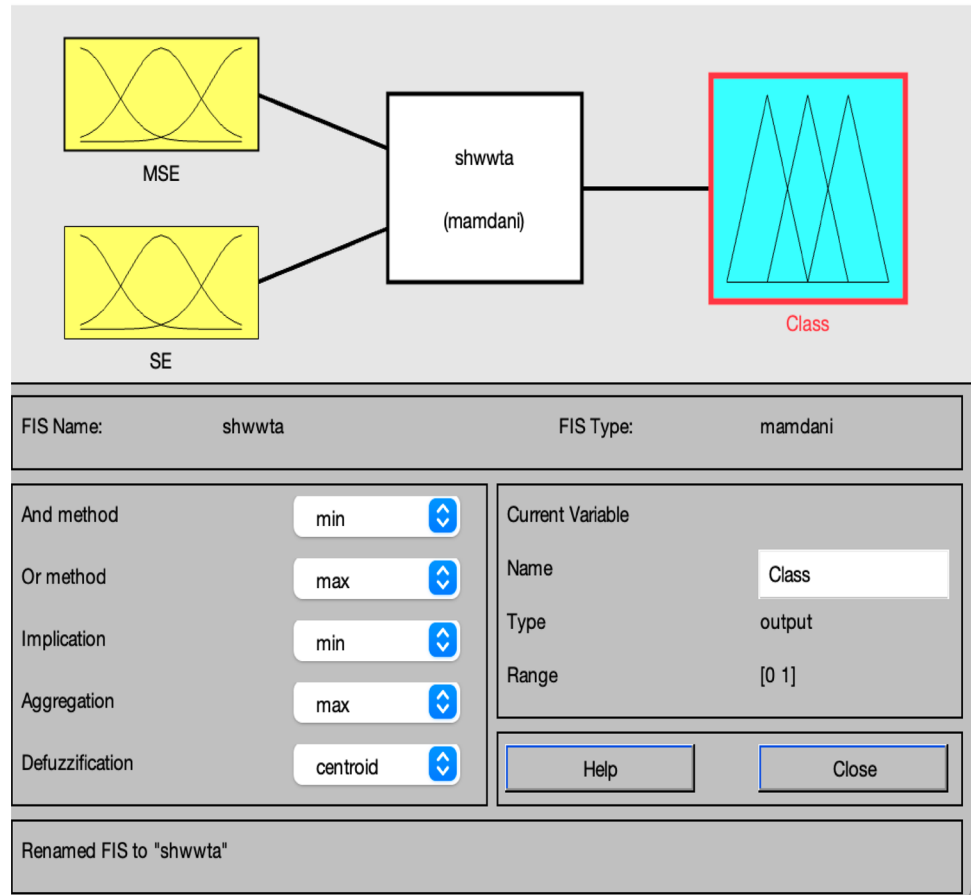 MSE
shwwta
(mamdani)
SE
Class
FIS Name: shwwta FIS Type: mamdani
And method min
Or method max
Implication min
Aggregation max
Defuzzification centroid
Current Variable
Name Class
Type output
Range [0 1]
Help Close
Renamed FIS to "shwwta"